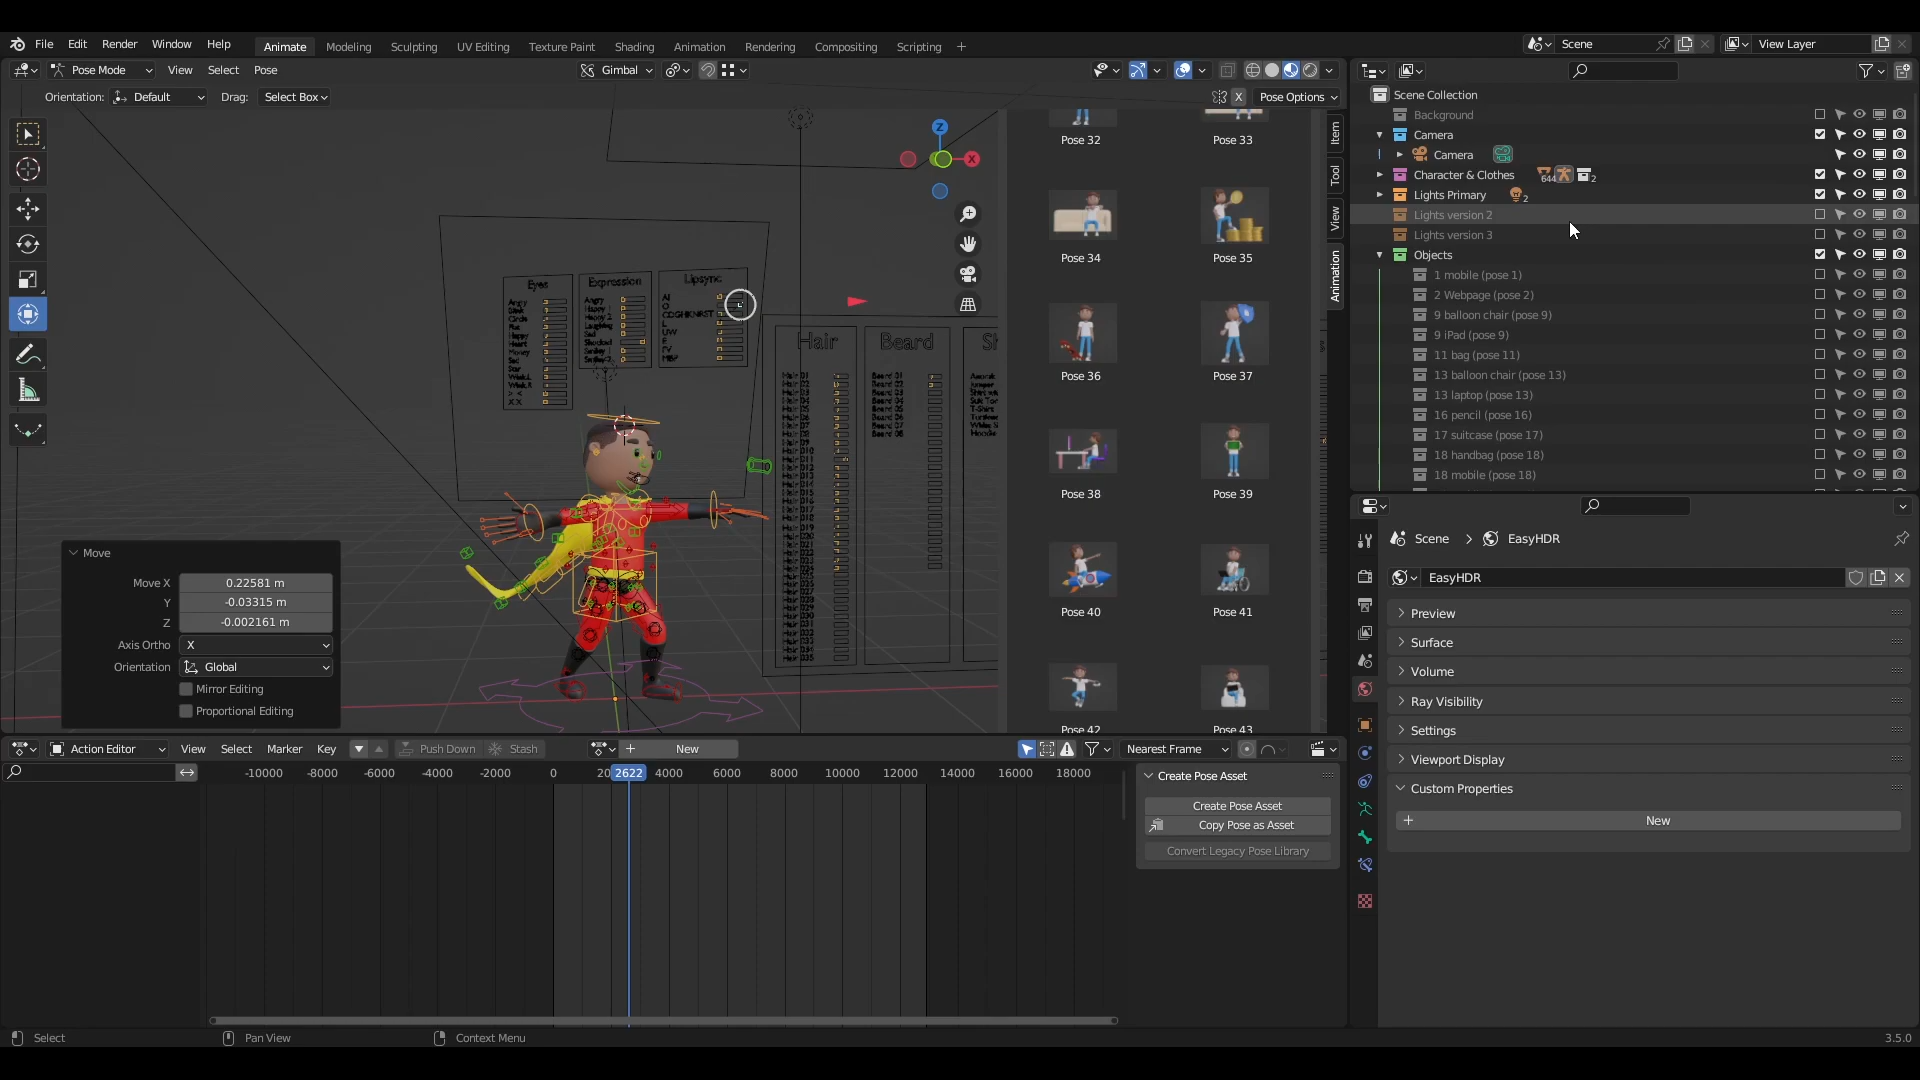 File Edit Render Window Help Animate Modeling Sculpting UV Editing Texture Paint Shading Animation Rendering Compositing Scripting + Scene View Layer
Pose Mode View Select Pose Gimbal
Orientation: Default Drag: Select Box X Pose Options
Scene Collection
Background
Camera
Camera
Character & Clothes 644 2
Lights Primary 2
Lights version 2
Lights version 3
Objects
1 mobile (pose 1)
2 Webpage (pose 2)
9 balloon chair (pose 9)
9 iPad (pose 9)
11 bag (pose 11)
13 balloon chair (pose 13)
13 laptop (pose 13)
16 pencil (pose 16)
17 suitcase (pose 17)
18 handbag (pose 18)
18 mobile (pose 18)
Z
X
Item
Tool
View
Animation
Pose 32 Pose 33
Pose 34 Pose 35
Pose 36 Pose 37
Pose 38 Pose 39
Pose 40 Pose 41
Pose 42 Pose 43
Eyes Expression Lipsync
Hair Beard
Move
Move X 0.22581 m
Y -0.03315 m
Z -0.002161 m
Axis Ortho X
Orientation Global
Mirror Editing
Proportional Editing
Scene > EasyHDR
EasyHDR
Preview
Surface
Volume
Ray Visibility
Settings
Viewport Display
Custom Properties
+ New
Action Editor View Select Marker Key Push Down Stash + New Nearest Frame
-10000 -8000 -6000 -4000 -2000 0 20 2622 4000 6000 8000 10000 12000 14000 16000 18000
Create Pose Asset
Create Pose Asset
Copy Pose as Asset
Convert Legacy Pose Library
Select Pan View Context Menu 3.5.0